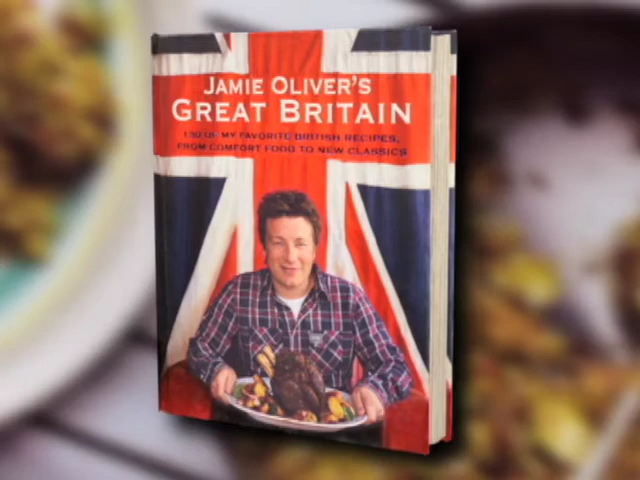 JAMIE OLIVER'S
GREAT BRITAIN
130 OF MY FAVORITE BRITISH RECIPES,
FROM COMFORT FOOD TO NEW CLASSICS